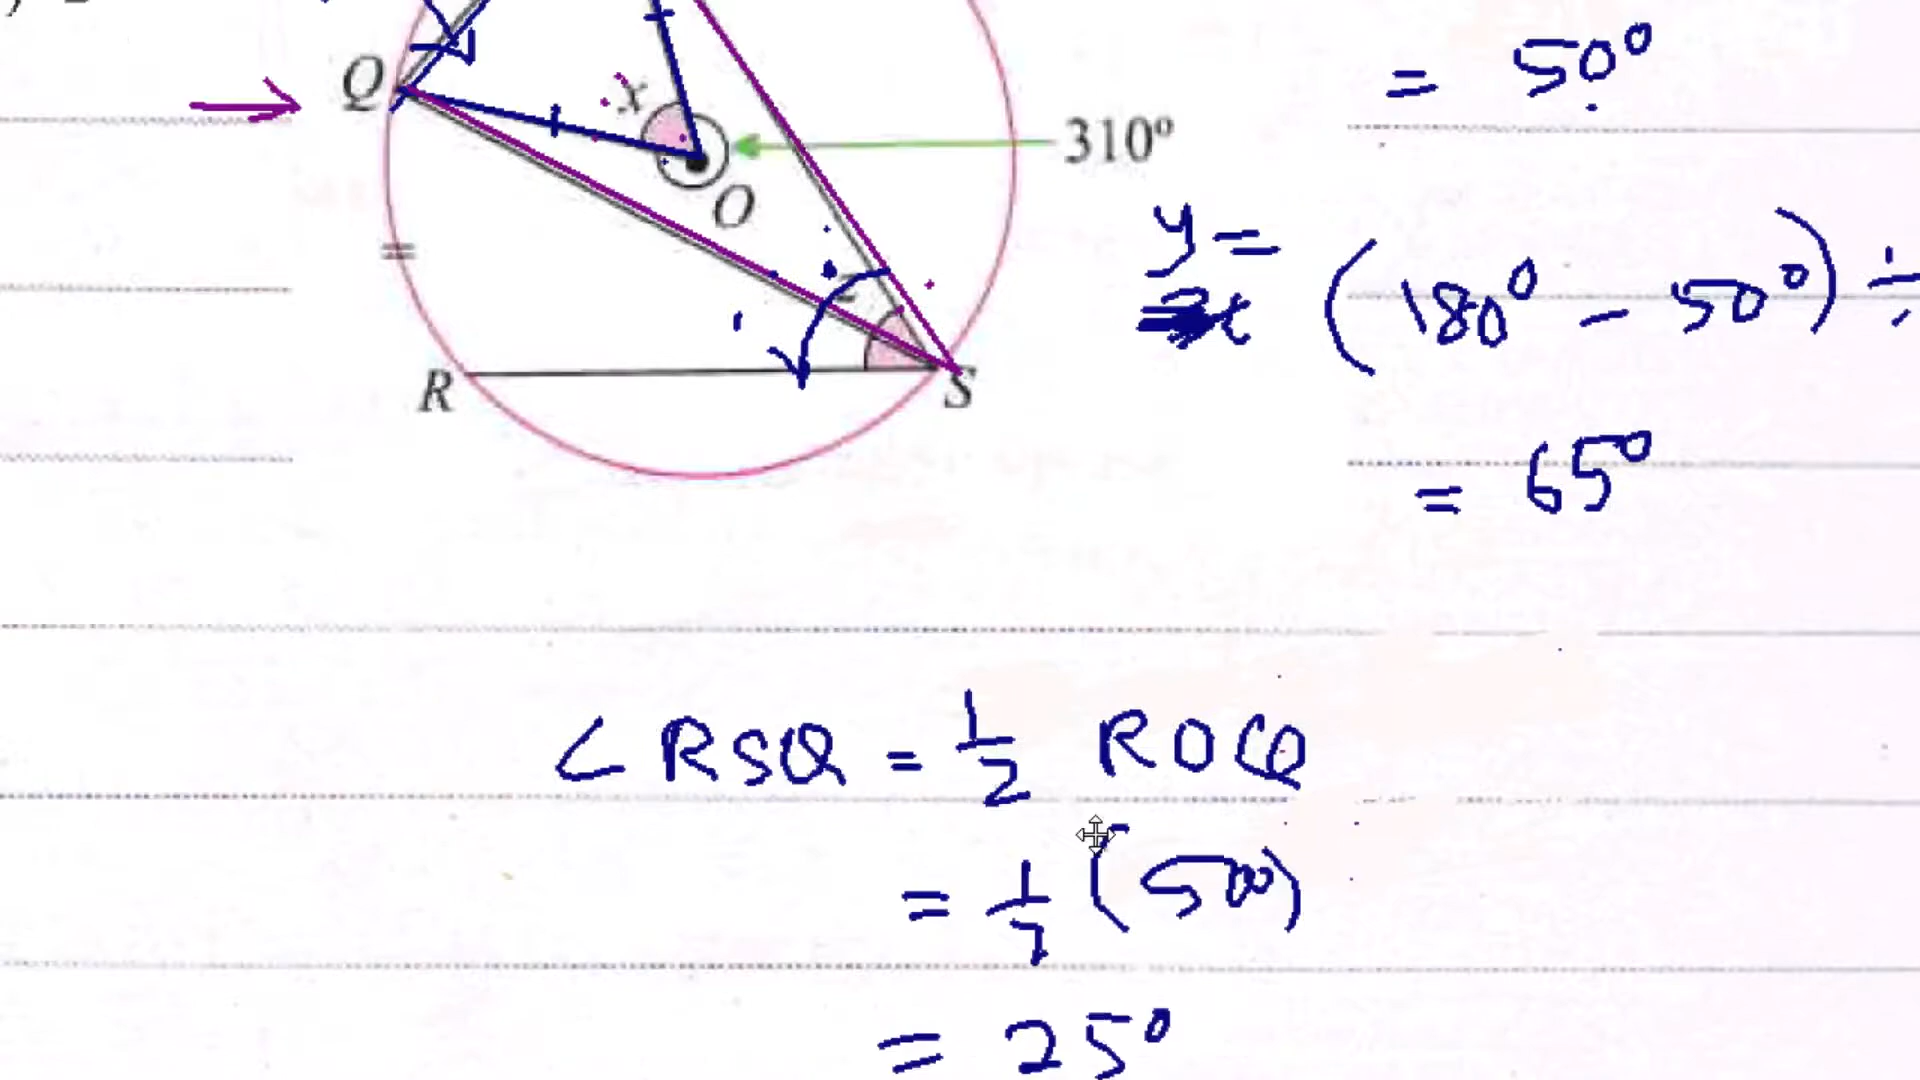 = 50°
Q
x
310°
O
y =
(180° - 50°) ÷
=
z
R
S
= 65°
∠ RSQ = 1/2 ROQ
= 1/2 (50°)
= 25°